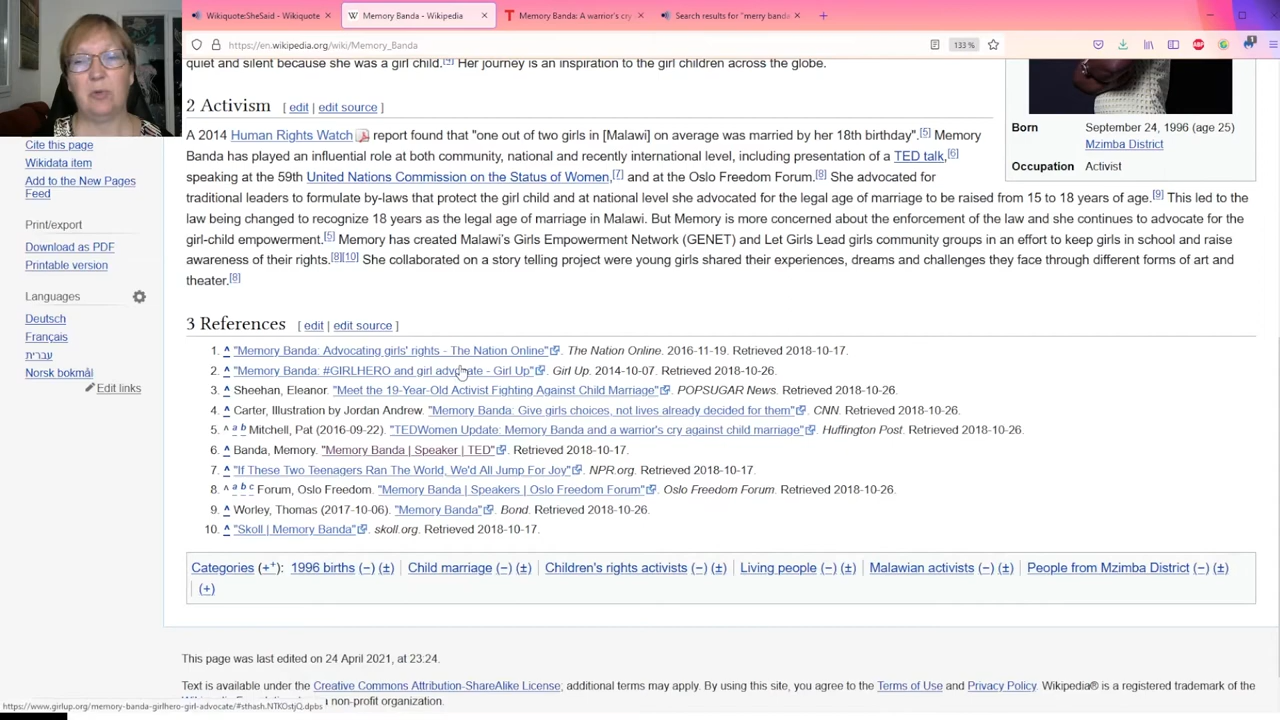 Wikiquote:SheSaid - Wikiquote ×
Memory Banda - Wikipedia ×
Memory Banda: A warrior's cry ×
Search results for "merry banda ×
+
https://en.wikipedia.org/wiki/Memory_Banda
133 %
quiet and silent because she was a girl child.[4] Her journey is an inspiration to the girl children across the globe.
2 Activism [ edit | edit source ]
A 2014 Human Rights Watch report found that "one out of two girls in [Malawi] on average was married by her 18th birthday".[5] Memory
Banda has played an influential role at both community, national and recently international level, including presentation of a TED talk,[6]
speaking at the 59th United Nations Commission on the Status of Women,[7] and at the Oslo Freedom Forum.[8] She advocated for
traditional leaders to formulate by-laws that protect the girl child and at national level she advocated for the legal age of marriage to be raised from 15 to 18 years of age.[9] This led to the
law being changed to recognize 18 years as the legal age of marriage in Malawi. But Memory is more concerned about the enforcement of the law and she continues to advocate for the
girl-child empowerment.[5] Memory has created Malawi's Girls Empowerment Network (GENET) and Let Girls Lead girls community groups in an effort to keep girls in school and raise
awareness of their rights.[8][10] She collaborated on a story telling project were young girls shared their experiences, dreams and challenges they face through different forms of art and
theater.[8]
Born September 24, 1996 (age 25)
Mzimba District
Occupation Activist
Cite this page
Wikidata item
Add to the New Pages
Feed
Print/export
Download as PDF
Printable version
Languages
Deutsch
Français
עברית
Norsk bokmål
Edit links
3 References [ edit | edit source ]
1. ^ "Memory Banda: Advocating girls' rights - The Nation Online". The Nation Online. 2016-11-19. Retrieved 2018-10-17.
2. ^ "Memory Banda: #GIRLHERO and girl advocate - Girl Up". Girl Up. 2014-10-07. Retrieved 2018-10-26.
3. ^ Sheehan, Eleanor. "Meet the 19-Year-Old Activist Fighting Against Child Marriage". POPSUGAR News. Retrieved 2018-10-26.
4. ^ Carter, Illustration by Jordan Andrew. "Memory Banda: Give girls choices, not lives already decided for them". CNN. Retrieved 2018-10-26.
5. ^ a b Mitchell, Pat (2016-09-22). "TEDWomen Update: Memory Banda and a warrior's cry against child marriage". Huffington Post. Retrieved 2018-10-26.
6. ^ Banda, Memory. "Memory Banda | Speaker | TED". Retrieved 2018-10-17.
7. ^ "If These Two Teenagers Ran The World, We'd All Jump For Joy". NPR.org. Retrieved 2018-10-17.
8. ^ a b c Forum, Oslo Freedom. "Memory Banda | Speakers | Oslo Freedom Forum". Oslo Freedom Forum. Retrieved 2018-10-26.
9. ^ Worley, Thomas (2017-10-06). "Memory Banda". Bond. Retrieved 2018-10-26.
10. ^ "Skoll | Memory Banda". skoll.org. Retrieved 2018-10-17.
Categories (+⁺): 1996 births (−) (±) | Child marriage (−) (±) | Children's rights activists (−) (±) | Living people (−) (±) | Malawian activists (−) (±) | People from Mzimba District (−) (±)
| (+)
This page was last edited on 24 April 2021, at 23:24.
Text is available under the Creative Commons Attribution-ShareAlike License; additional terms may apply. By using this site, you agree to the Terms of Use and Privacy Policy. Wikipedia® is a registered trademark of the
non-profit organization.
https://www.girlup.org/memory-banda-girlhero-girl-advocate/#sthash.NTKOstjQ.dpbs